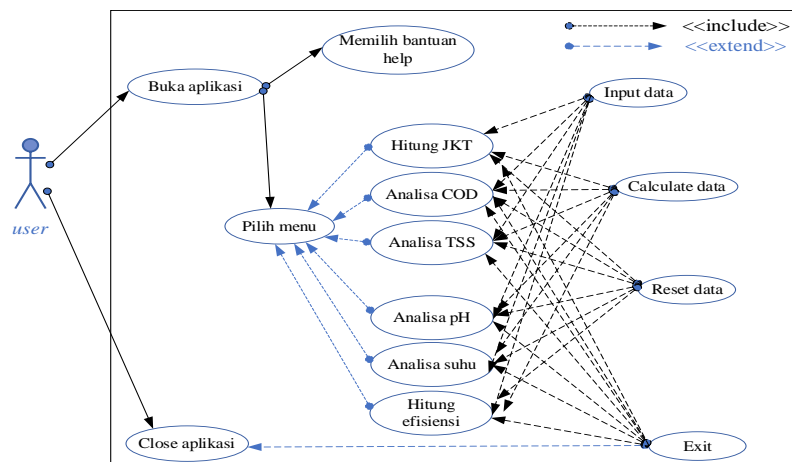 <<include>>
<<extend>>
Memilih bantuan
help
Buka aplikasi
Input data
Hitung JKT
Analisa COD
Calculate data
user
Pilih menu
Analisa TSS
Reset data
Analisa pH
Analisa suhu
Hitung
efisiensi
Close aplikasi
Exit